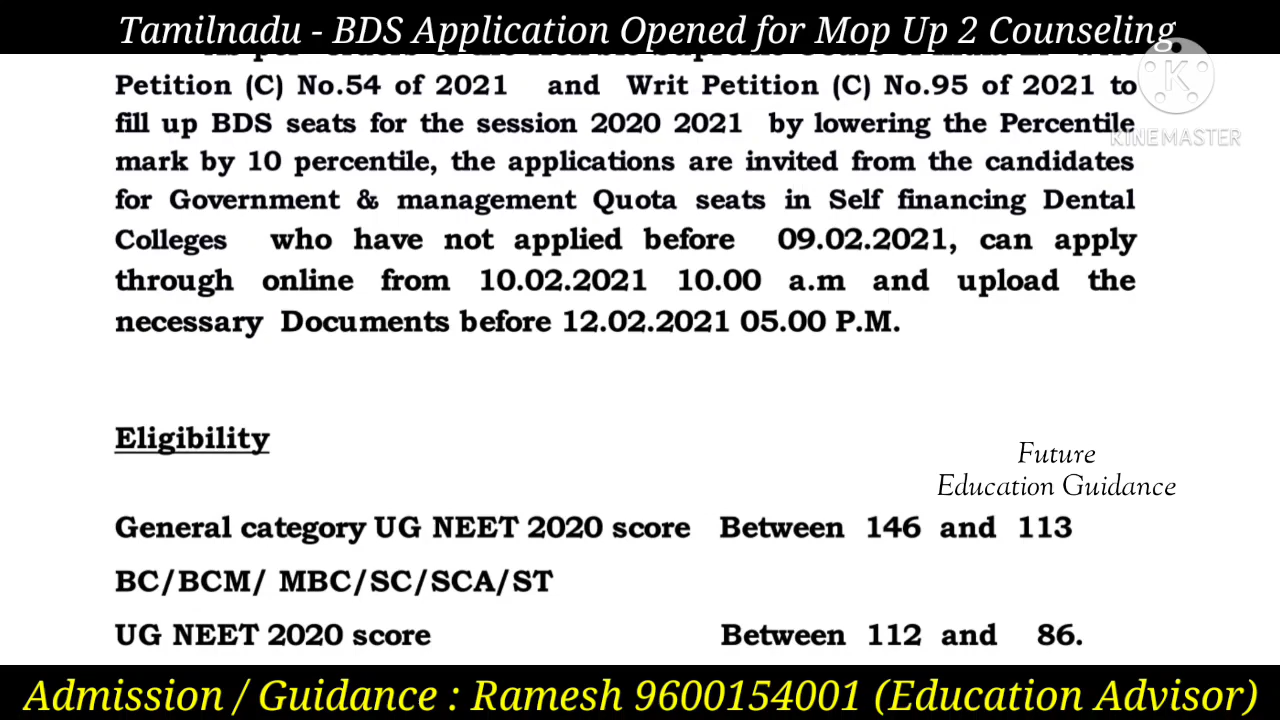 Tamilnadu - BDS Application Opened for Mop Up 2 Counseling
Petition (C) No.54 of 2021 and Writ Petition (C) No.95 of 2021 to
fill up BDS seats for the session 2020 2021 by lowering the Percentile
mark by 10 percentile, the applications are invited from the candidates
for Government & management Quota seats in Self financing Dental
Colleges who have not applied before 09.02.2021, can apply
through online from 10.02.2021 10.00 a.m and upload the
necessary Documents before 12.02.2021 05.00 P.M.
K
KINEMASTER
Eligibility
Future
Education Guidance
General category UG NEET 2020 score Between 146 and 113
BC/BCM/ MBC/SC/SCA/ST
UG NEET 2020 score Between 112 and 86.
Admission / Guidance : Ramesh 9600154001 (Education Advisor)